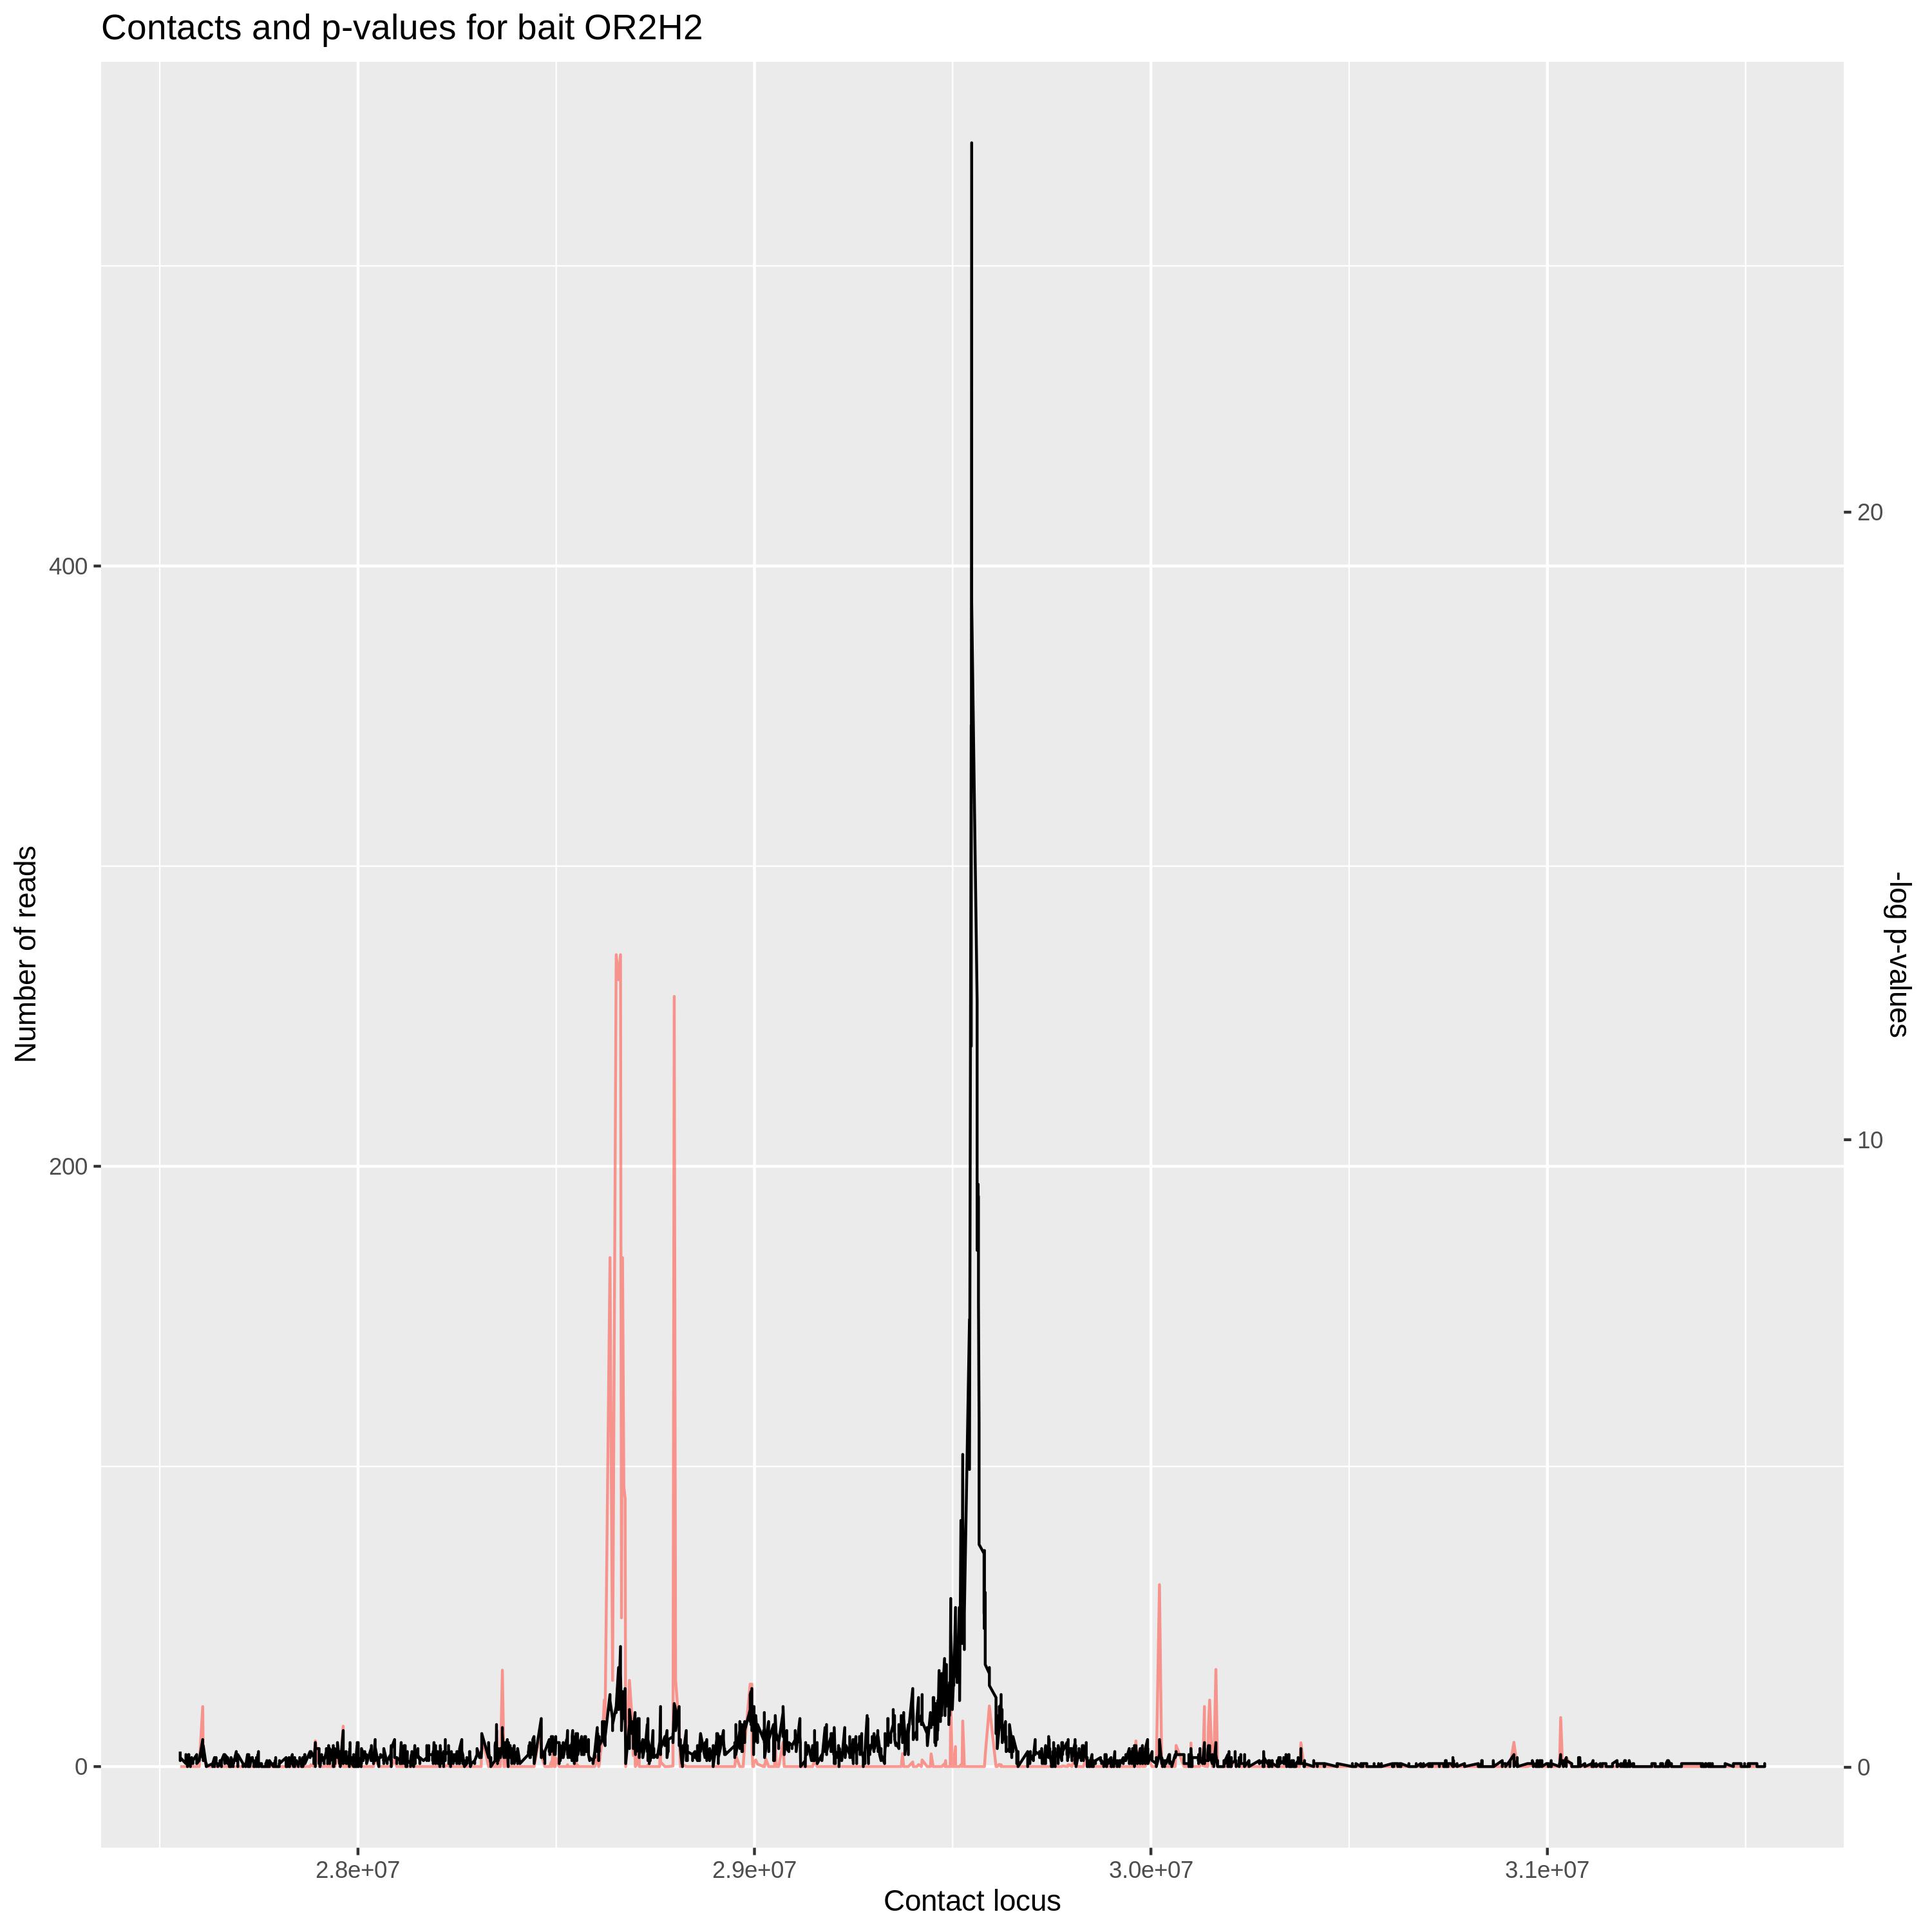 Contacts and p-values for bait OR2H2
Number of reads
400
200
0
20
10
0
-log p-values
2.8e+07
2.9e+07
3.0e+07
3.1e+07
Contact locus